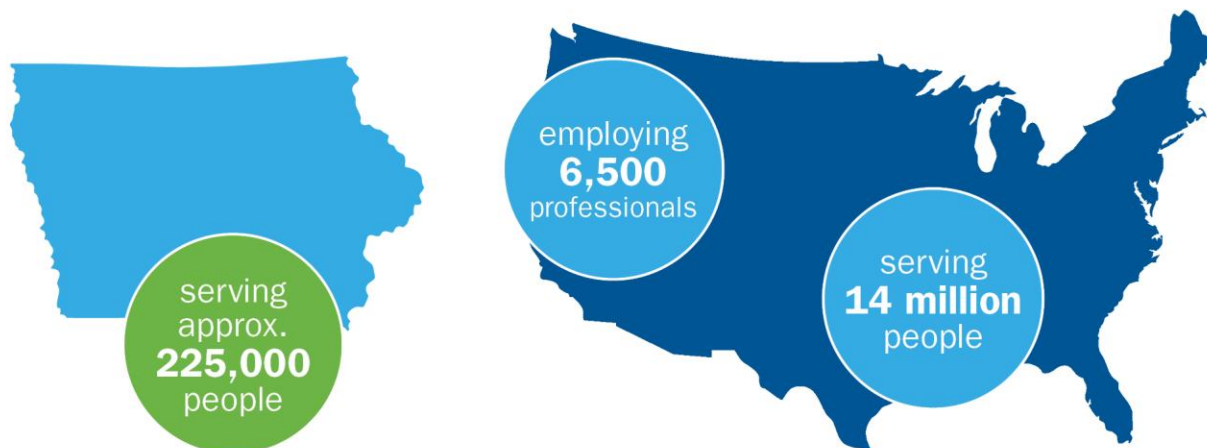 serving
approx.
225,000
people
employing
6,500
professionals
serving
14 million
people